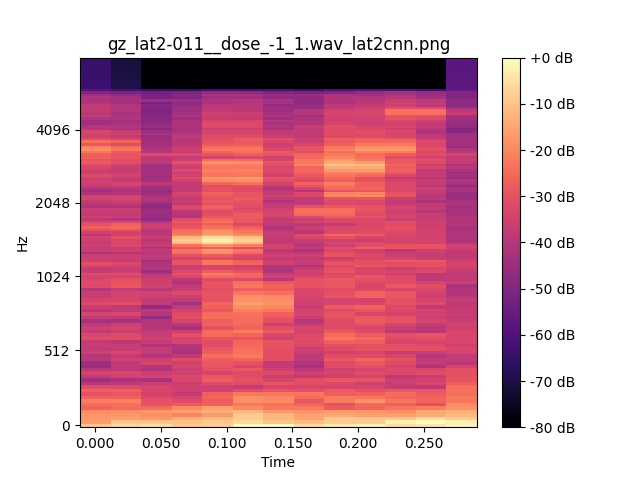 gz_lat2-011__dose_-1_1.wav_lat2cnn.png
Hz
4096
2048
1024
512
0
0.000 0.050 0.100 0.150 0.200 0.250
Time
+0 dB
-10 dB
-20 dB
-30 dB
-40 dB
-50 dB
-60 dB
-70 dB
-80 dB